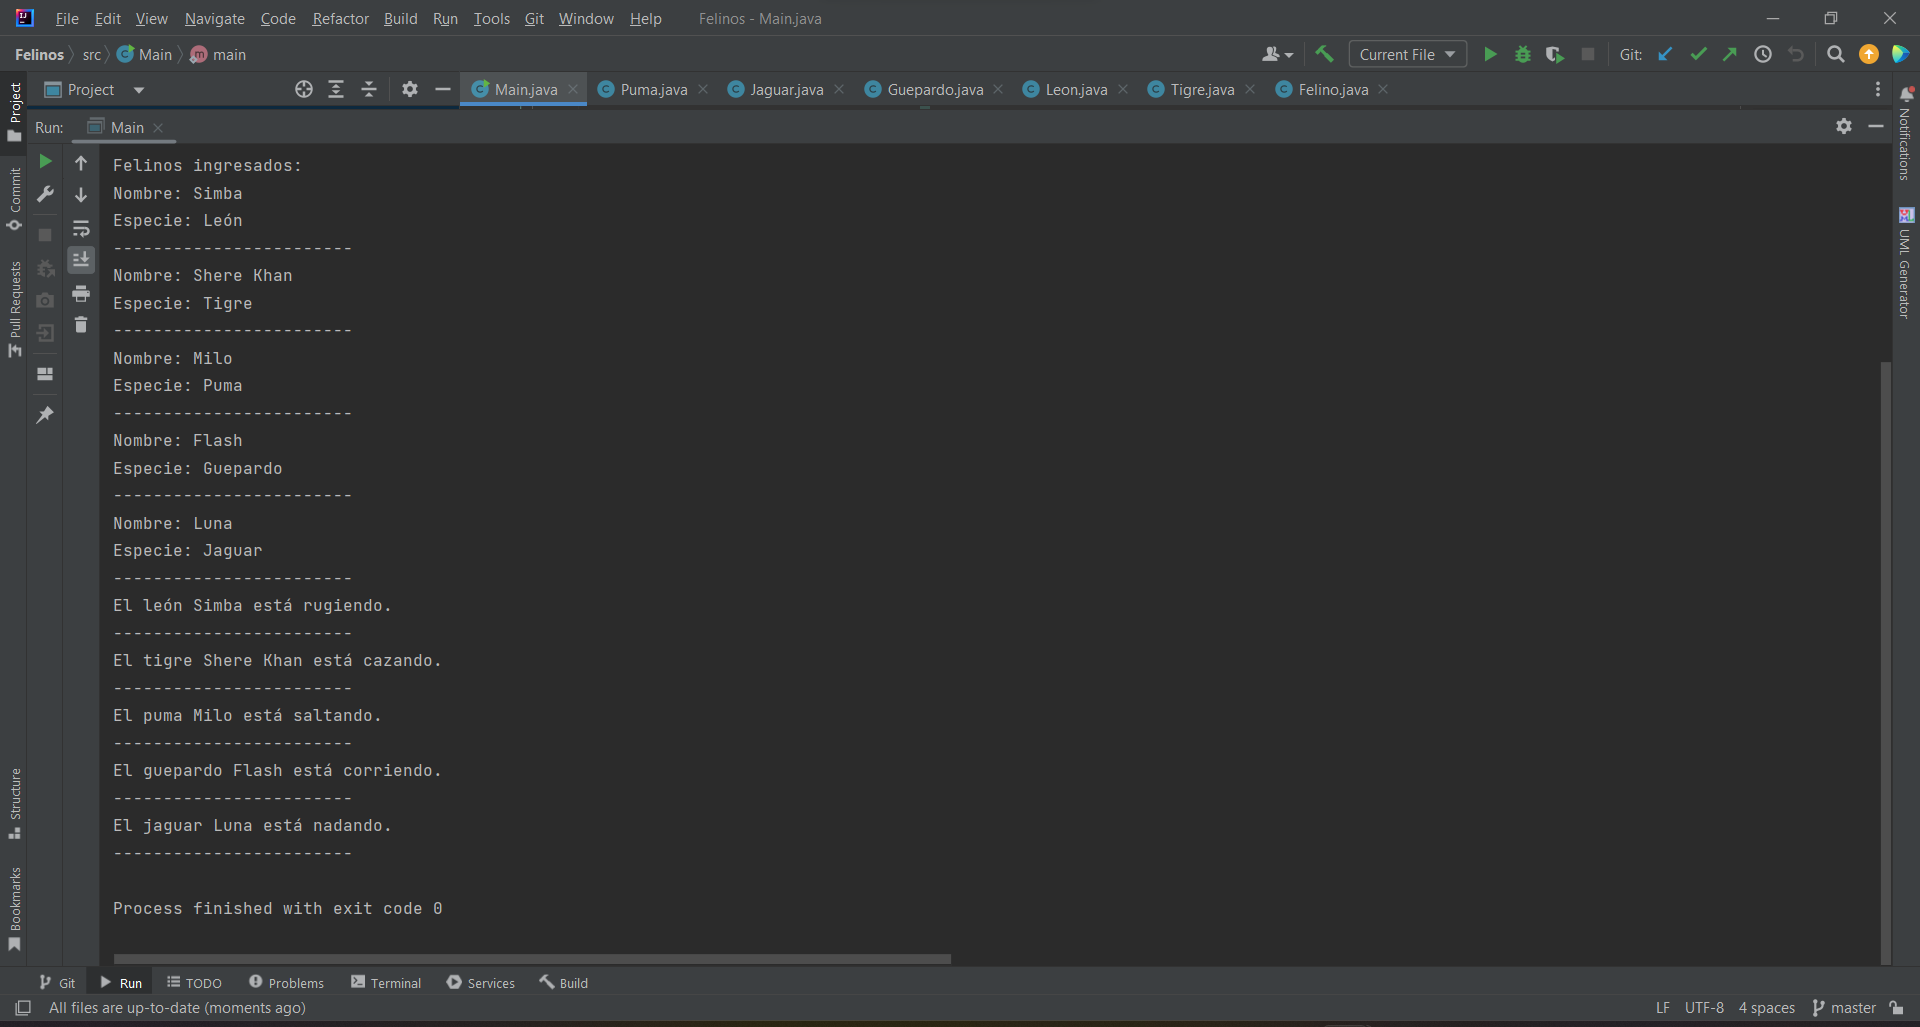 File Edit View Navigate Code Refactor Build Run Tools Git Window Help Felinos - Main.java
Felinos src Main main Current File Git:
Project Main.java Puma.java Jaguar.java Guepardo.java Leon.java Tigre.java Felino.java
Run: Main
Felinos ingresados:
Nombre: Simba
Especie: León
------------------------
Nombre: Shere Khan
Especie: Tigre
------------------------
Nombre: Milo
Especie: Puma
------------------------
Nombre: Flash
Especie: Guepardo
------------------------
Nombre: Luna
Especie: Jaguar
------------------------
El león Simba está rugiendo.
------------------------
El tigre Shere Khan está cazando.
------------------------
El puma Milo está saltando.
------------------------
El guepardo Flash está corriendo.
------------------------
El jaguar Luna está nadando.
------------------------
Process finished with exit code 0
Project
Commit
Pull Requests
Structure
Bookmarks
Notifications
UML Generator
Git Run TODO Problems Terminal Services Build
All files are up-to-date (moments ago) LF UTF-8 4 spaces master